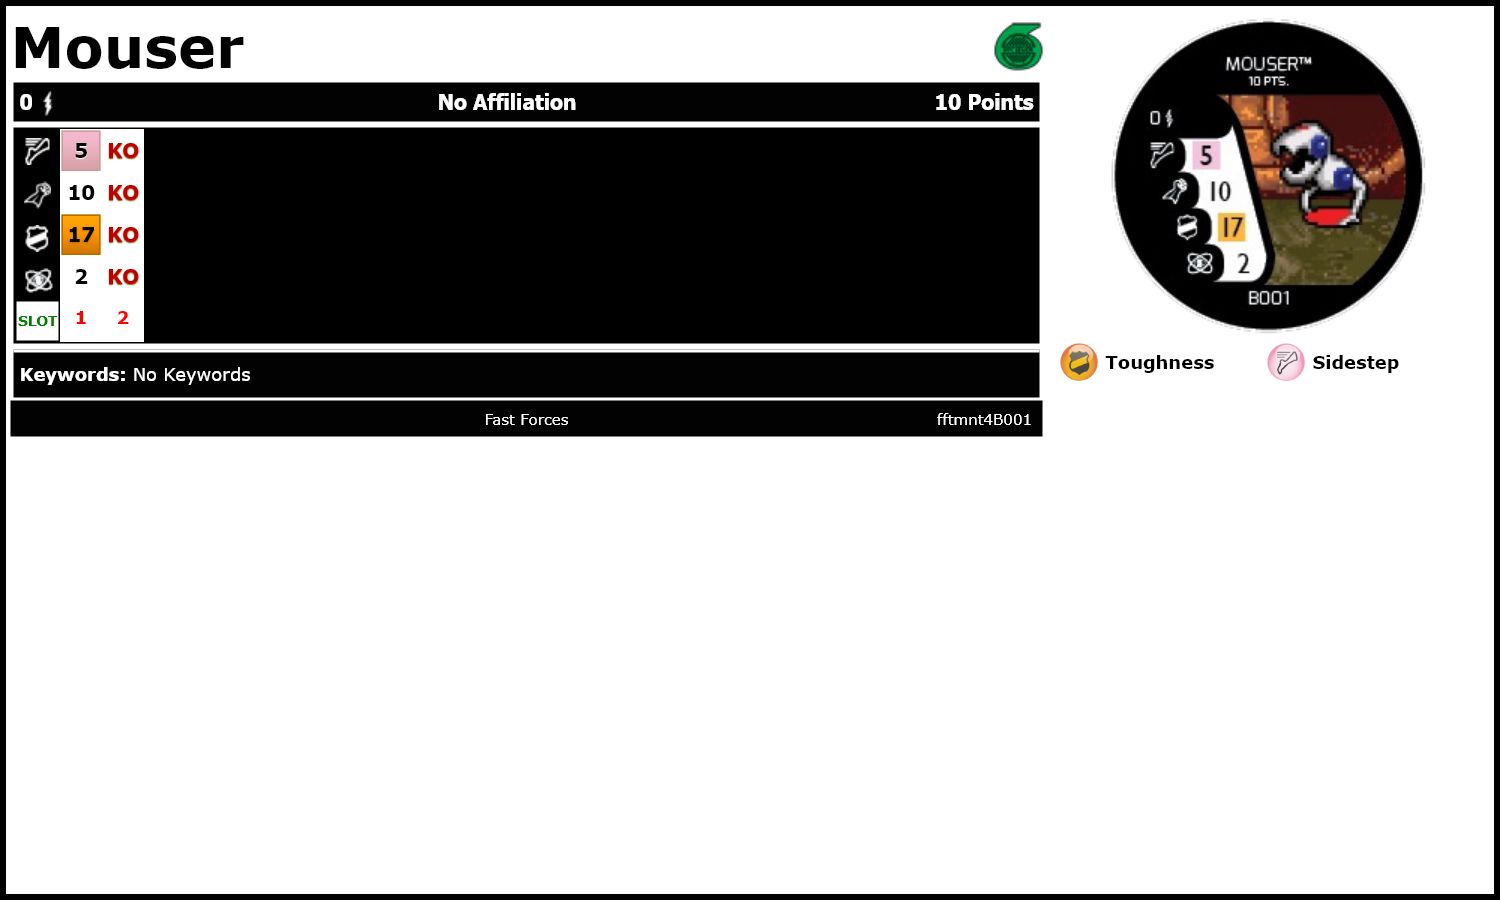 Mouser
0 No Affiliation 10 Points
5 KO
10 KO
17 KO
2 KO
SLOT 1 2
Keywords: No Keywords
Fast Forces fftmnt4B001
MOUSER™
10 PTS.
0
5
10
17
2
B001
Toughness Sidestep